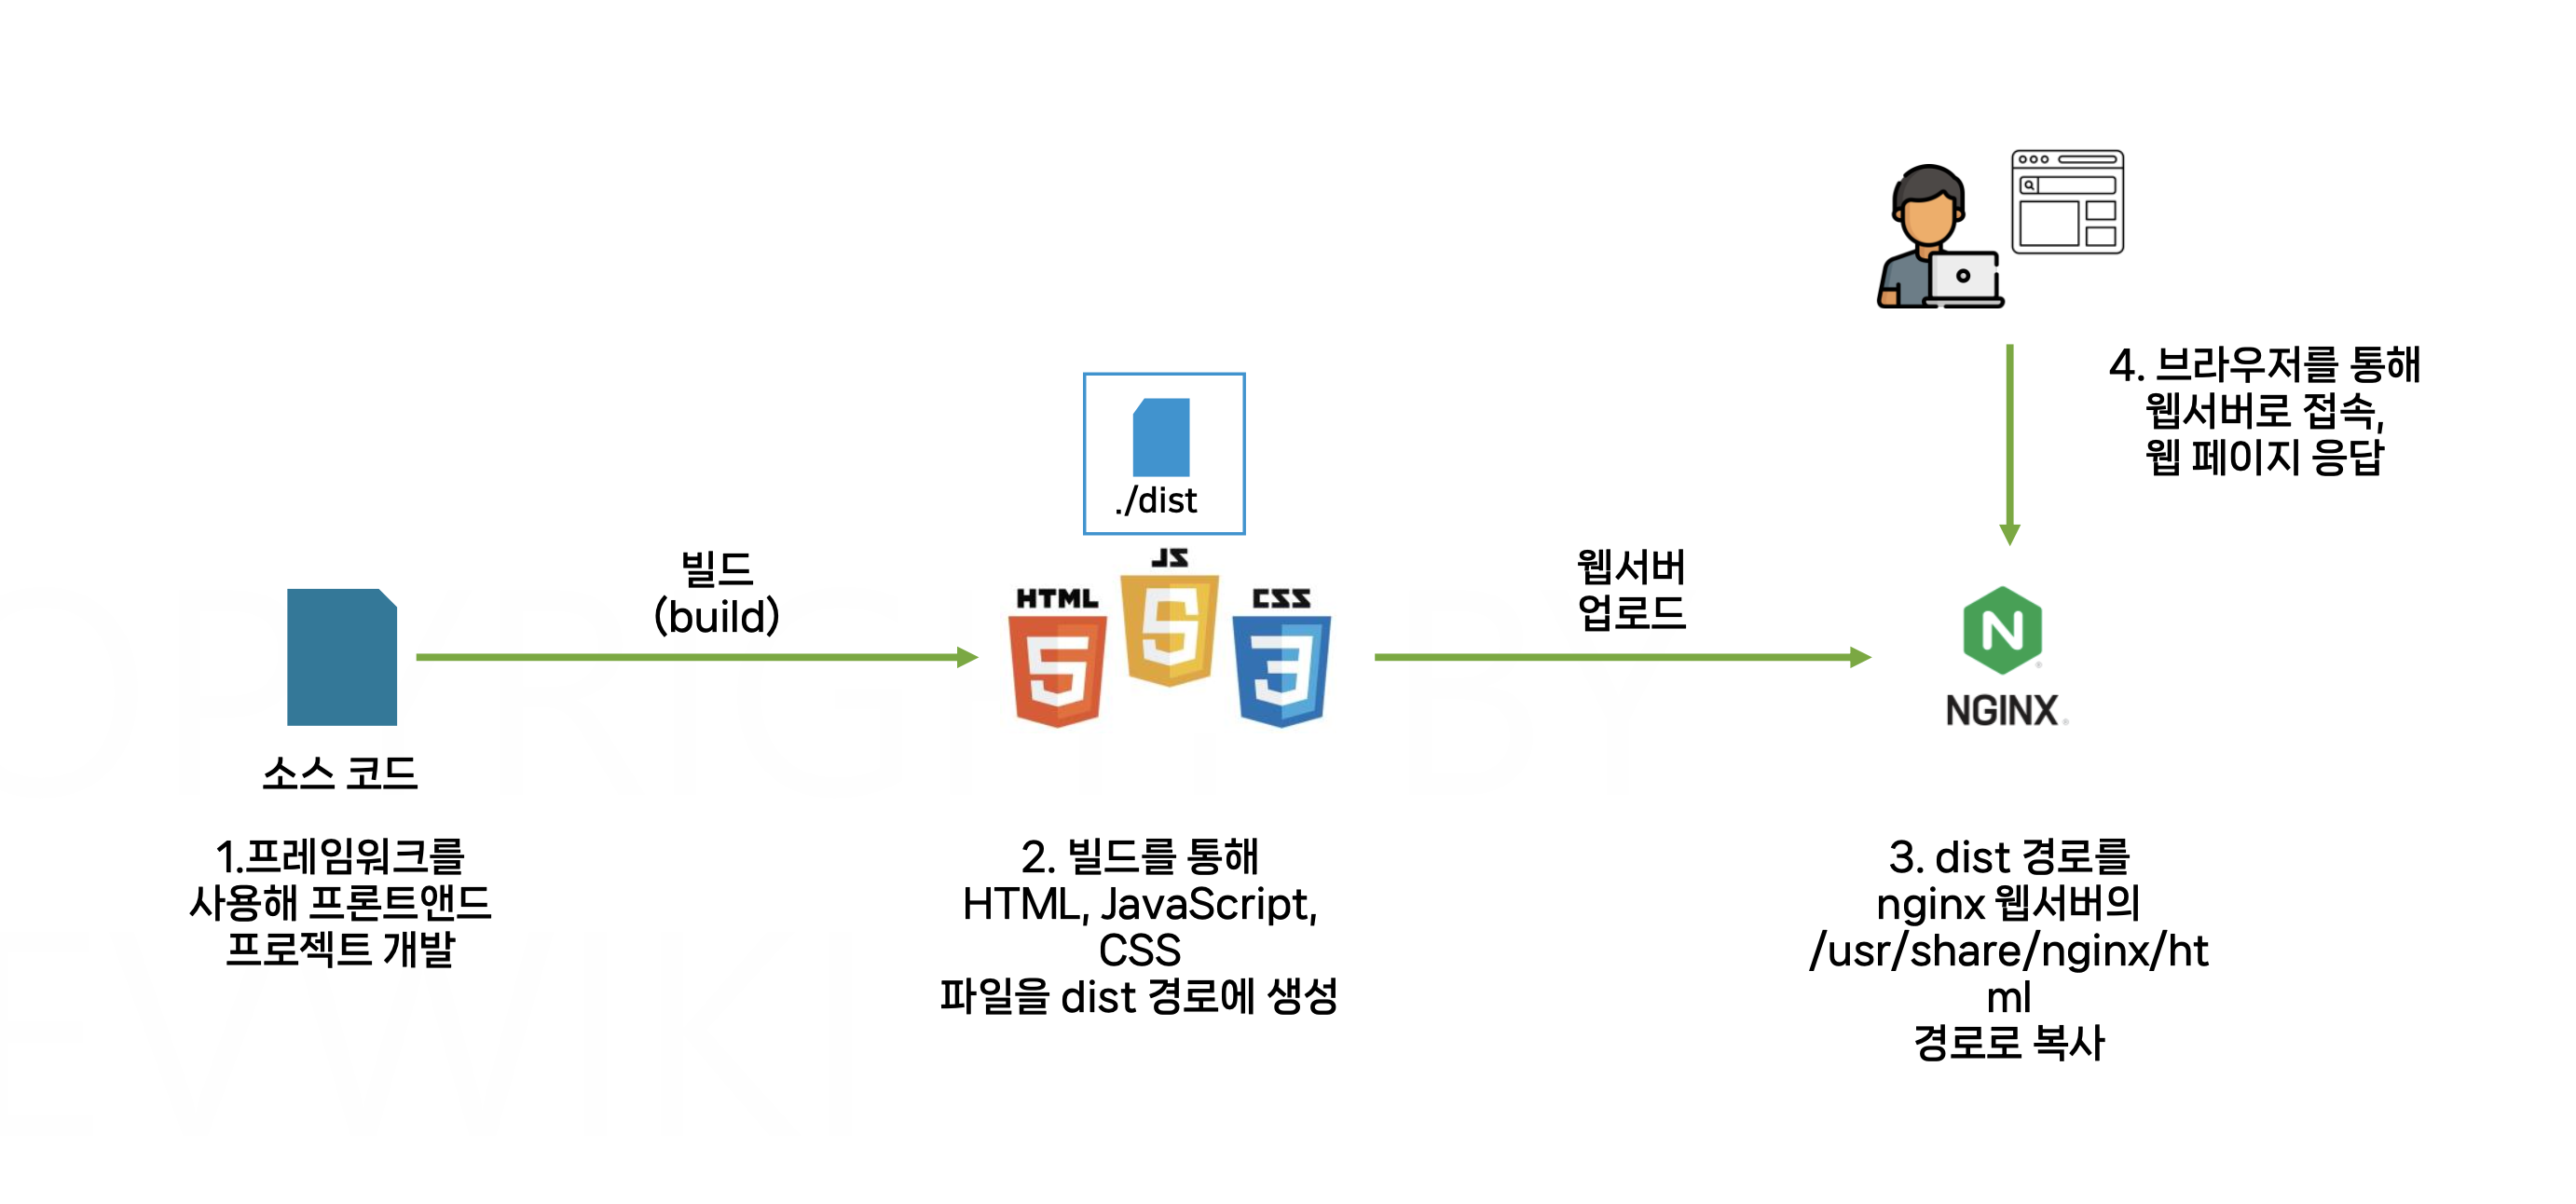 4. 브라우저를 통해
웹서버로 접속,
웹 페이지 응답
./dist
빌드
(build)
JS
HTML
CSS
웹서버
업로드
NGINX
소스 코드
1.프레임워크를
사용해 프론트앤드
프로젝트 개발
2. 빌드를 통해
HTML, JavaScript,
CSS
파일을 dist 경로에 생성
3. dist 경로를
nginx 웹서버의
/usr/share/nginx/ht
ml
경로로 복사